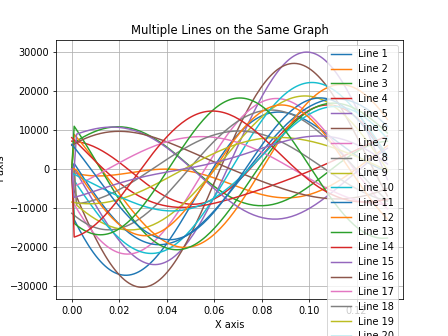 Multiple Lines on the Same Graph
30000
20000
10000
0
−10000
−20000
−30000
0.00
0.02
0.04
0.06
0.08
0.10
X axis
axis
Line 1
Line 2
Line 3
Line 4
Line 5
Line 6
Line 7
Line 8
Line 9
Line 10
Line 11
Line 12
Line 13
Line 14
Line 15
Line 16
Line 17
Line 18
Line 19
Line 20